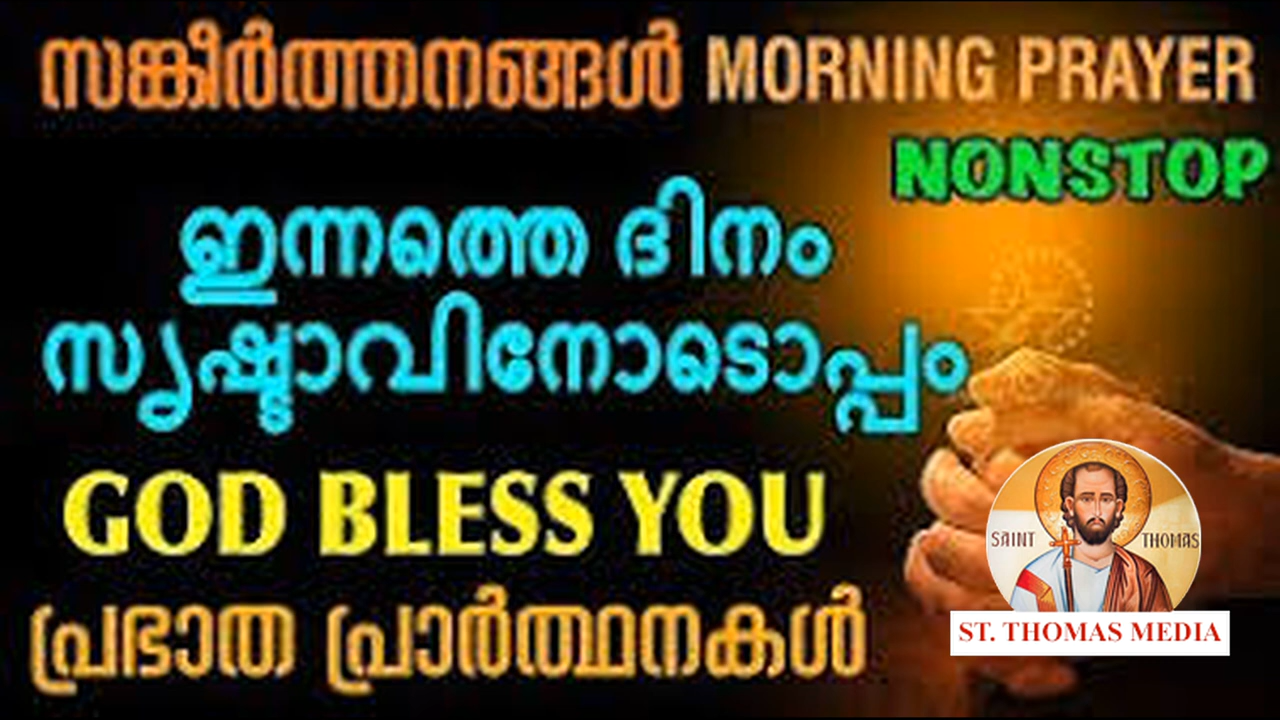 സങ്കീർത്തനങ്ങൾ MORNING PRAYER
NONSTOP
ഇന്നത്തെ ദിനം
സൃഷ്ടാവിനോടൊപ്പം
GOD BLESS YOU
SAINT THOMAS
ST. THOMAS MEDIA
പ്രഭാത പ്രാർത്ഥനകൾ